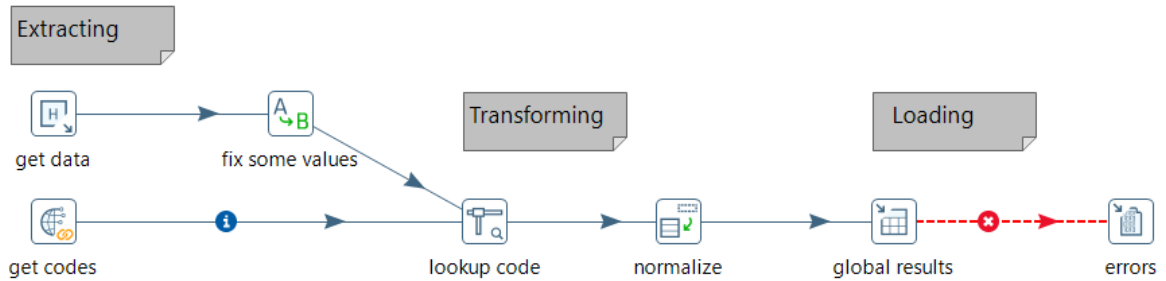 Extracting
H
A
B
Transforming
Loading
get data
fix some values
i
get codes
lookup code
normalize
global results
errors